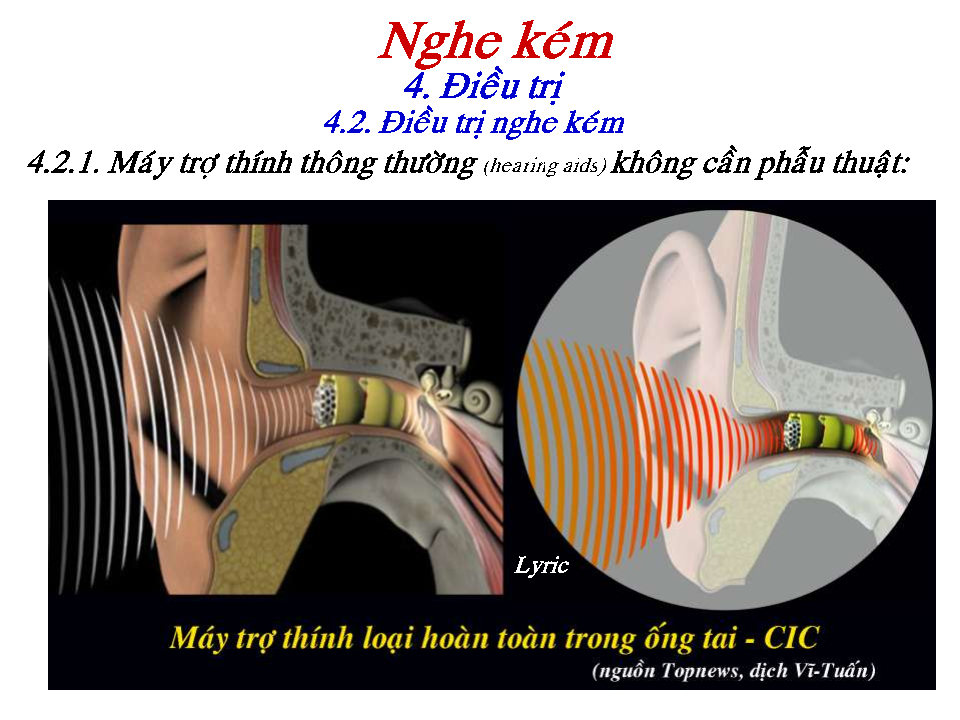 Nghe kém
4. Điều trị
4.2. Điều trị nghe kém
4.2.1. Máy trợ thính thông thường (hearing aids) không cần phẫu thuật:
Lyric
Máy trợ thính loại hoàn toàn trong ống tai - CIC
(nguồn Topnews, dịch Vĩ-Tuấn)